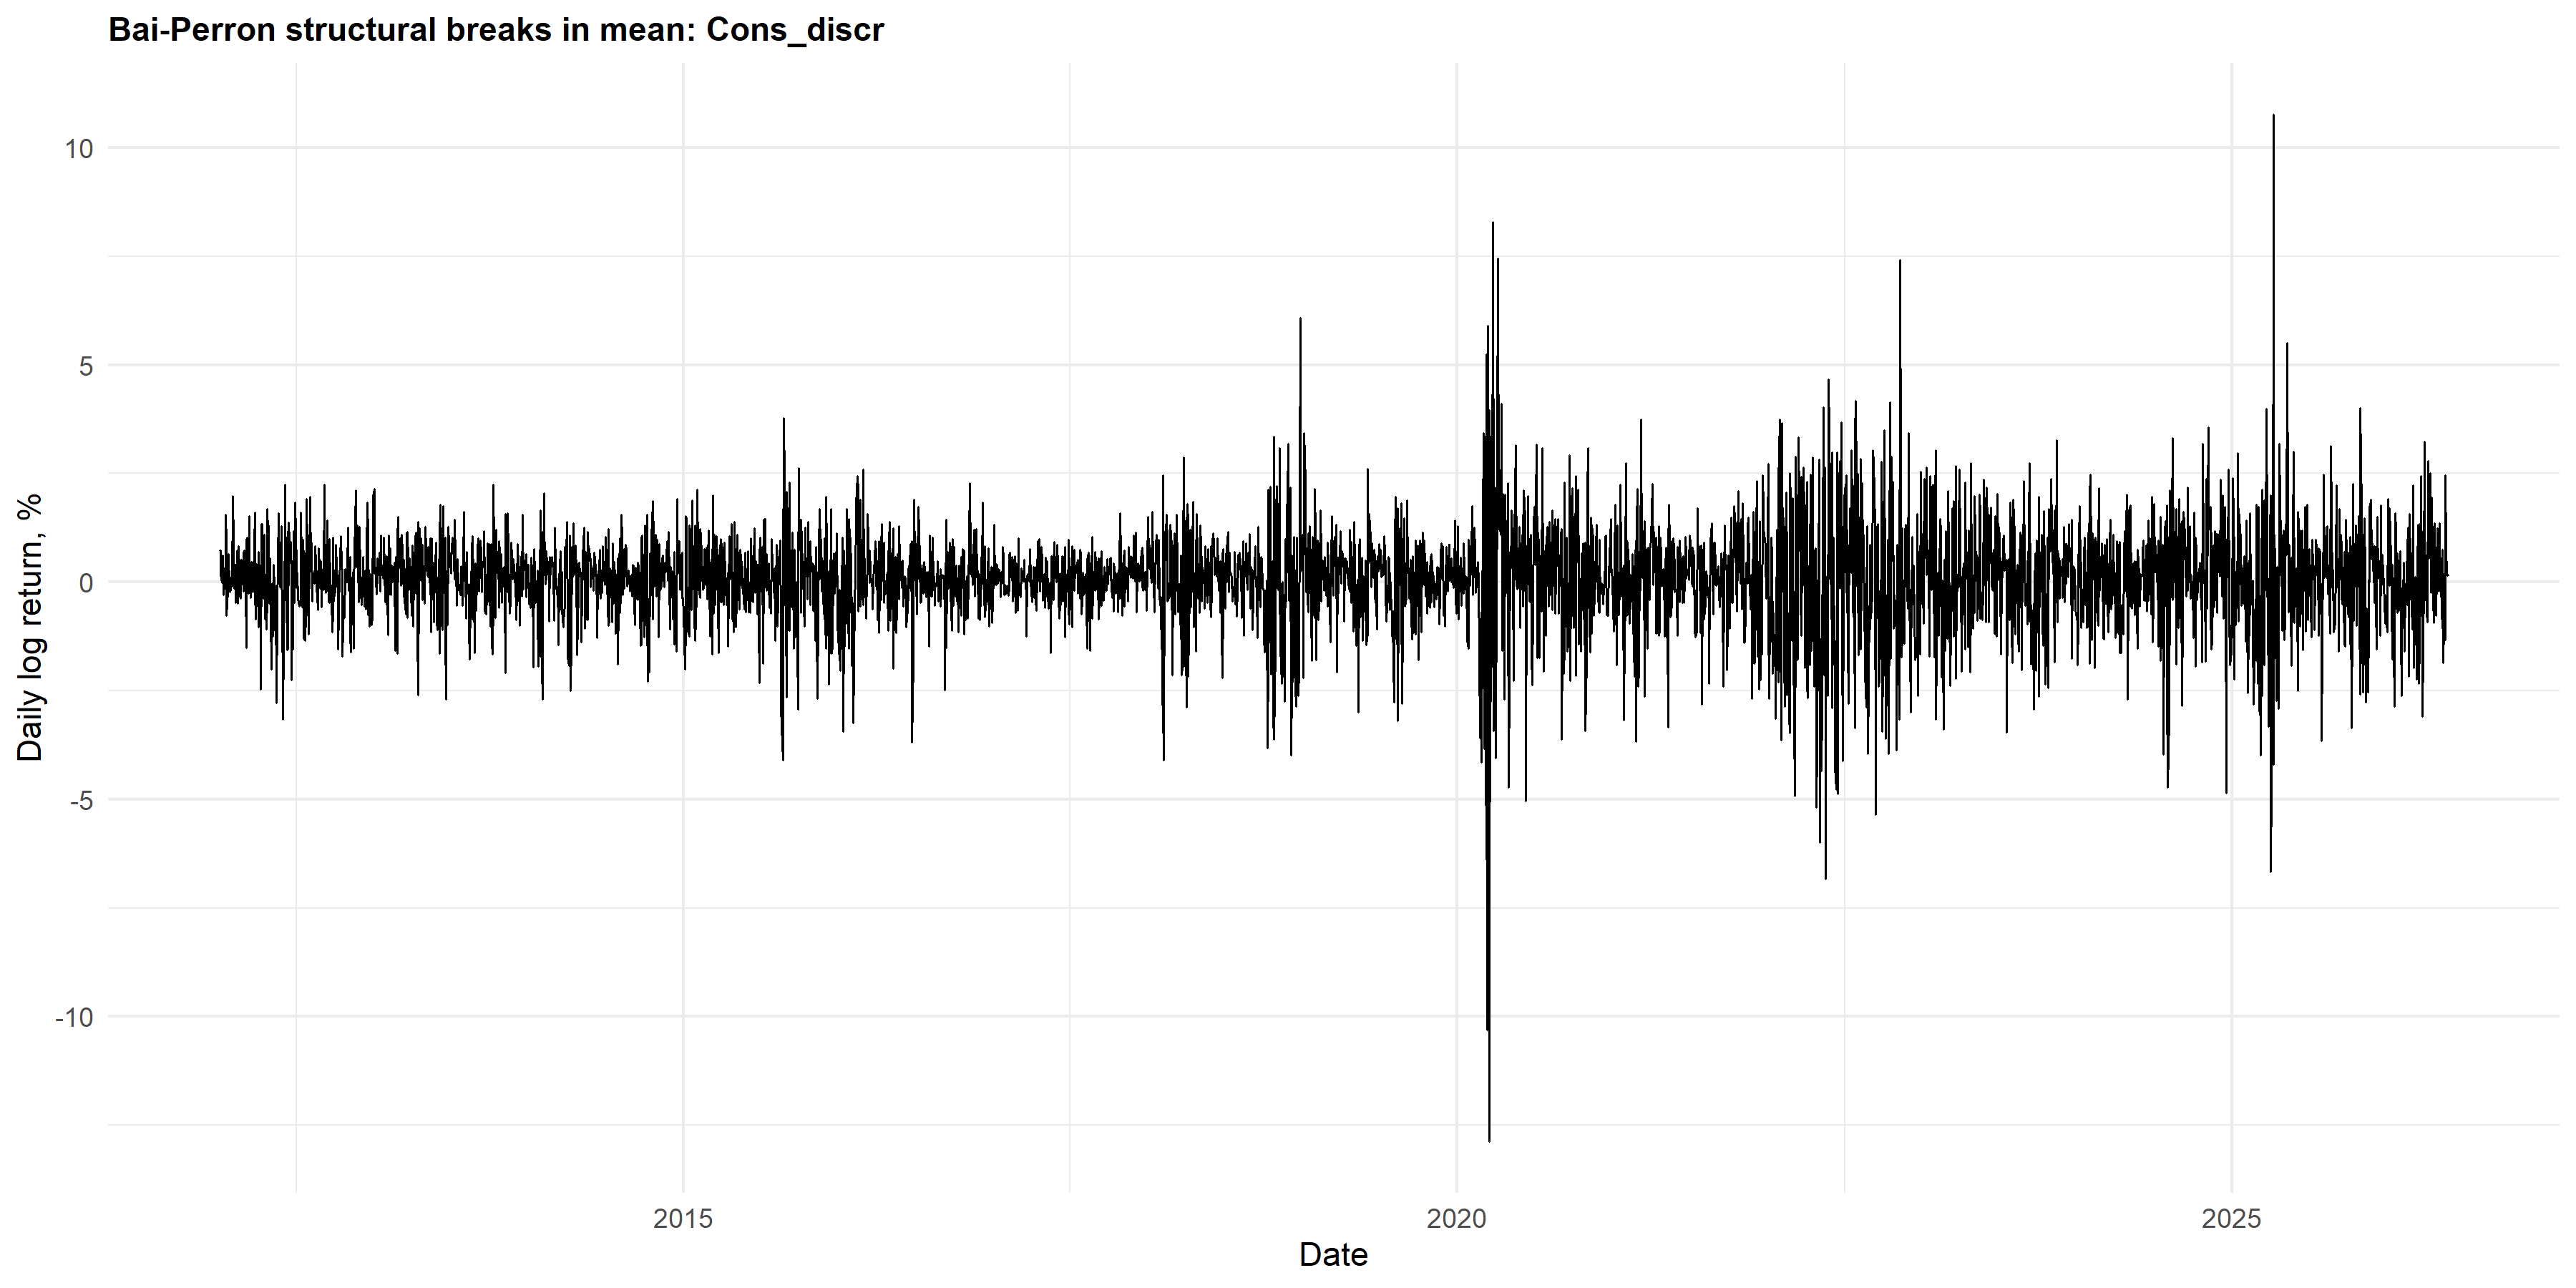 Bai-Perron structural breaks in mean: Cons_discr
10
5
0
-5
-10
Daily log return, %
2015
2020
2025
Date